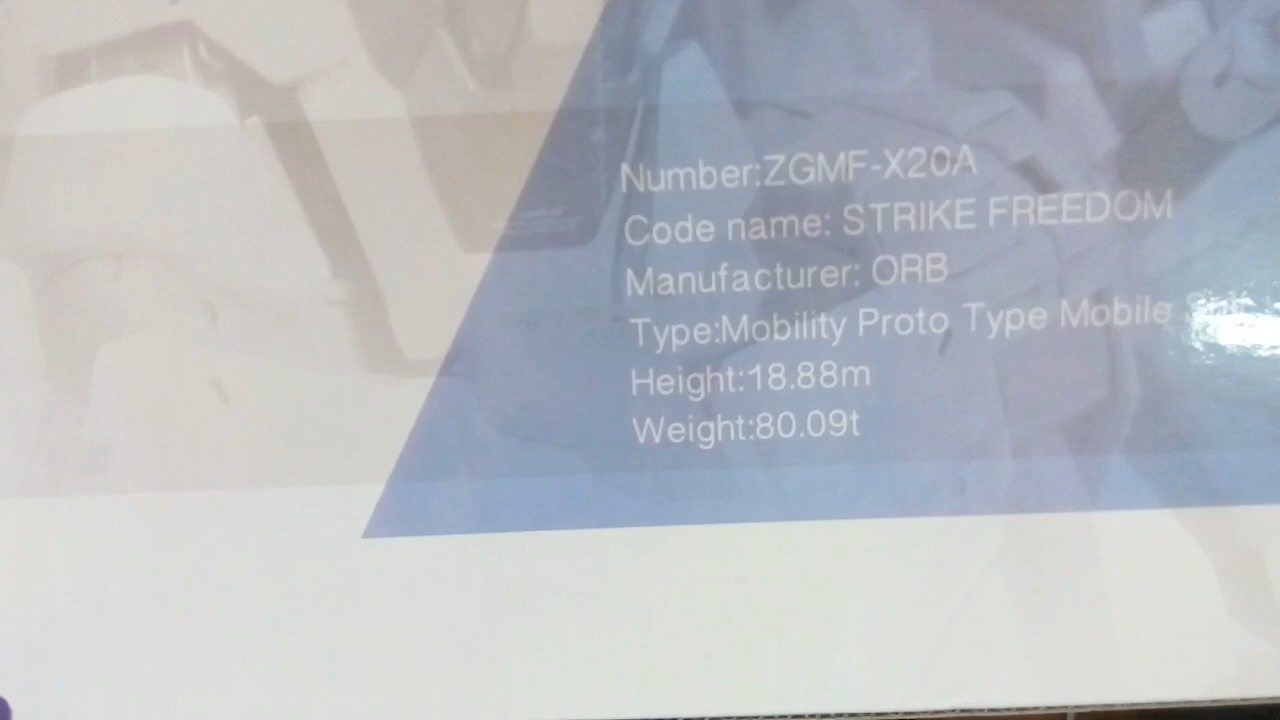 Number:ZGMF-X20A
Code name: STRIKE FREEDOM
Manufacturer: ORB
Type:Mobility Proto Type Mobile
Height:18.88m
Weight:80.09t